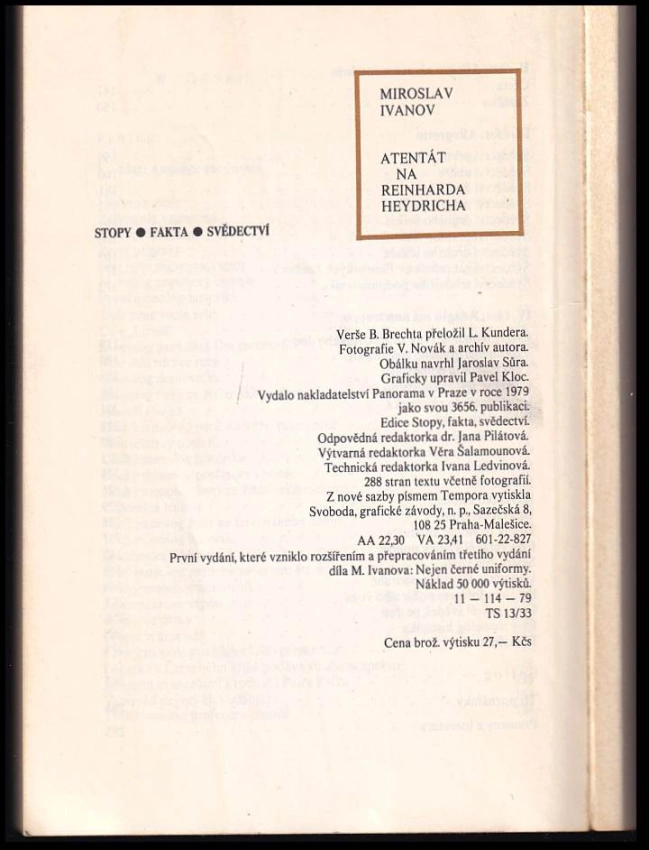 MIROSLAV
IVANOV
ATENTÁT
NA
REINHARDA
HEYDRICHA
STOPY ● FAKTA ● SVĚDECTVÍ
Verše B. Brechta přeložil L. Kundera.
Fotografie V. Novák a archív autora.
Obálku navrhl Jaroslav Sůra.
Graficky upravil Pavel Kloc.
Vydalo nakladatelství Panorama v Praze v roce 1979
jako svou 3656. publikaci.
Edice Stopy, fakta, svědectví.
Odpovědná redaktorka dr. Jana Pilátová.
Výtvarná redaktorka Věra Šalamounová.
Technická redaktorka Ivana Ledvinová.
288 stran textu včetně fotografií.
Z nové sazby písmem Tempora vytiskla
Svoboda, grafické závody, n. p., Sazečská 8,
108 25 Praha-Malešice.
AA 22,30 VA 23,41 601-22-827
První vydání, které vzniklo rozšířením a přepracováním třetího vydání
díla M. Ivanova: Nejen černé uniformy.
Náklad 50 000 výtisků.
11 — 114 — 79
TS 13/33
Cena brož. výtisku 27,— Kčs